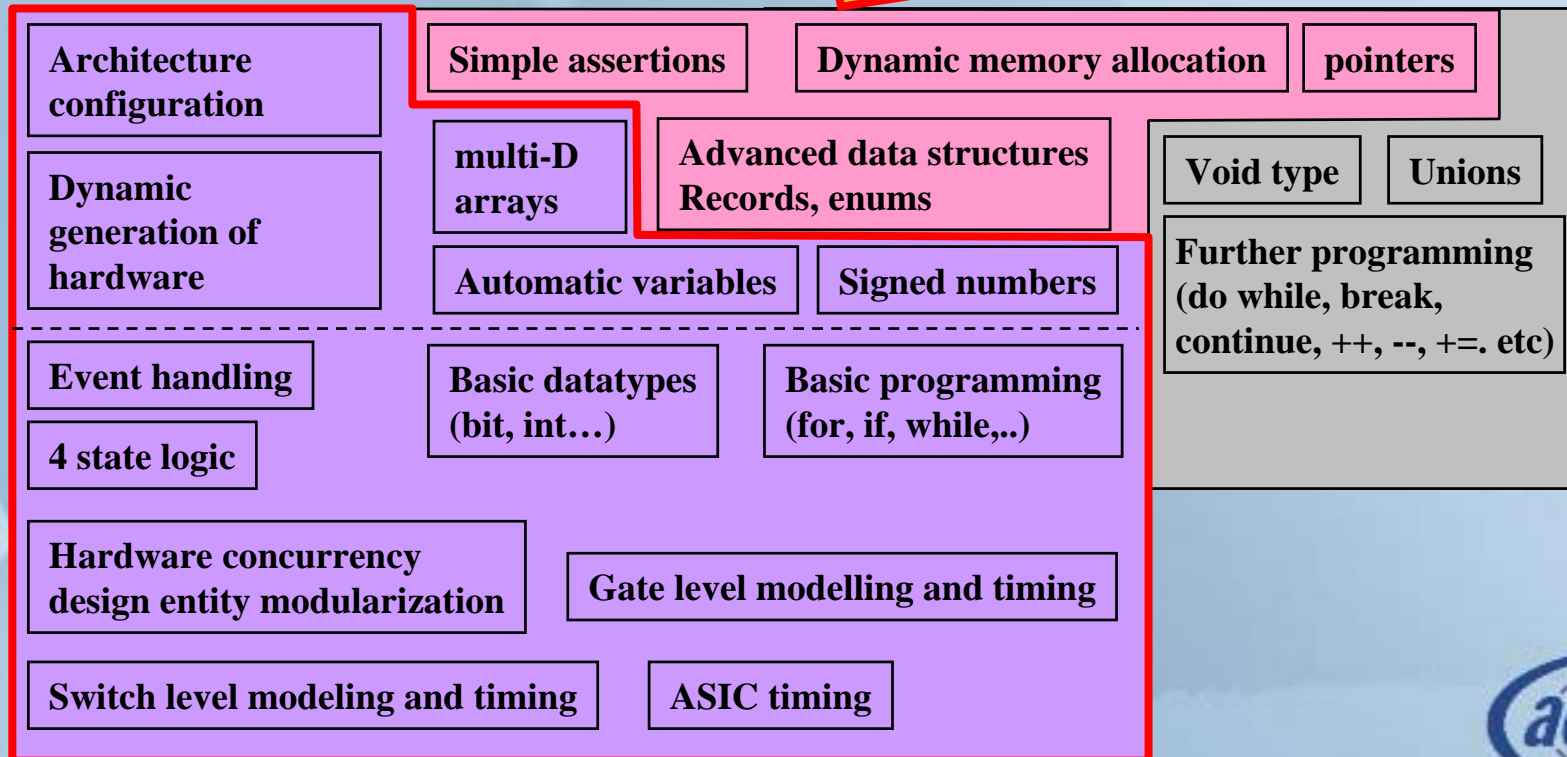 Architecture
configuration
Simple assertions
Dynamic memory allocation
pointers
Dynamic
generation of
hardware
multi-D
arrays
Advanced data structures
Records, enums
Void type
Unions
Automatic variables
Signed numbers
Further programming
(do while, break,
continue, ++, --, +=. etc)
Event handling
4 state logic
Basic datatypes
(bit, int…)
Basic programming
(for, if, while,..)
Hardware concurrency
design entity modularization
Gate level modelling and timing
Switch level modeling and timing
ASIC timing